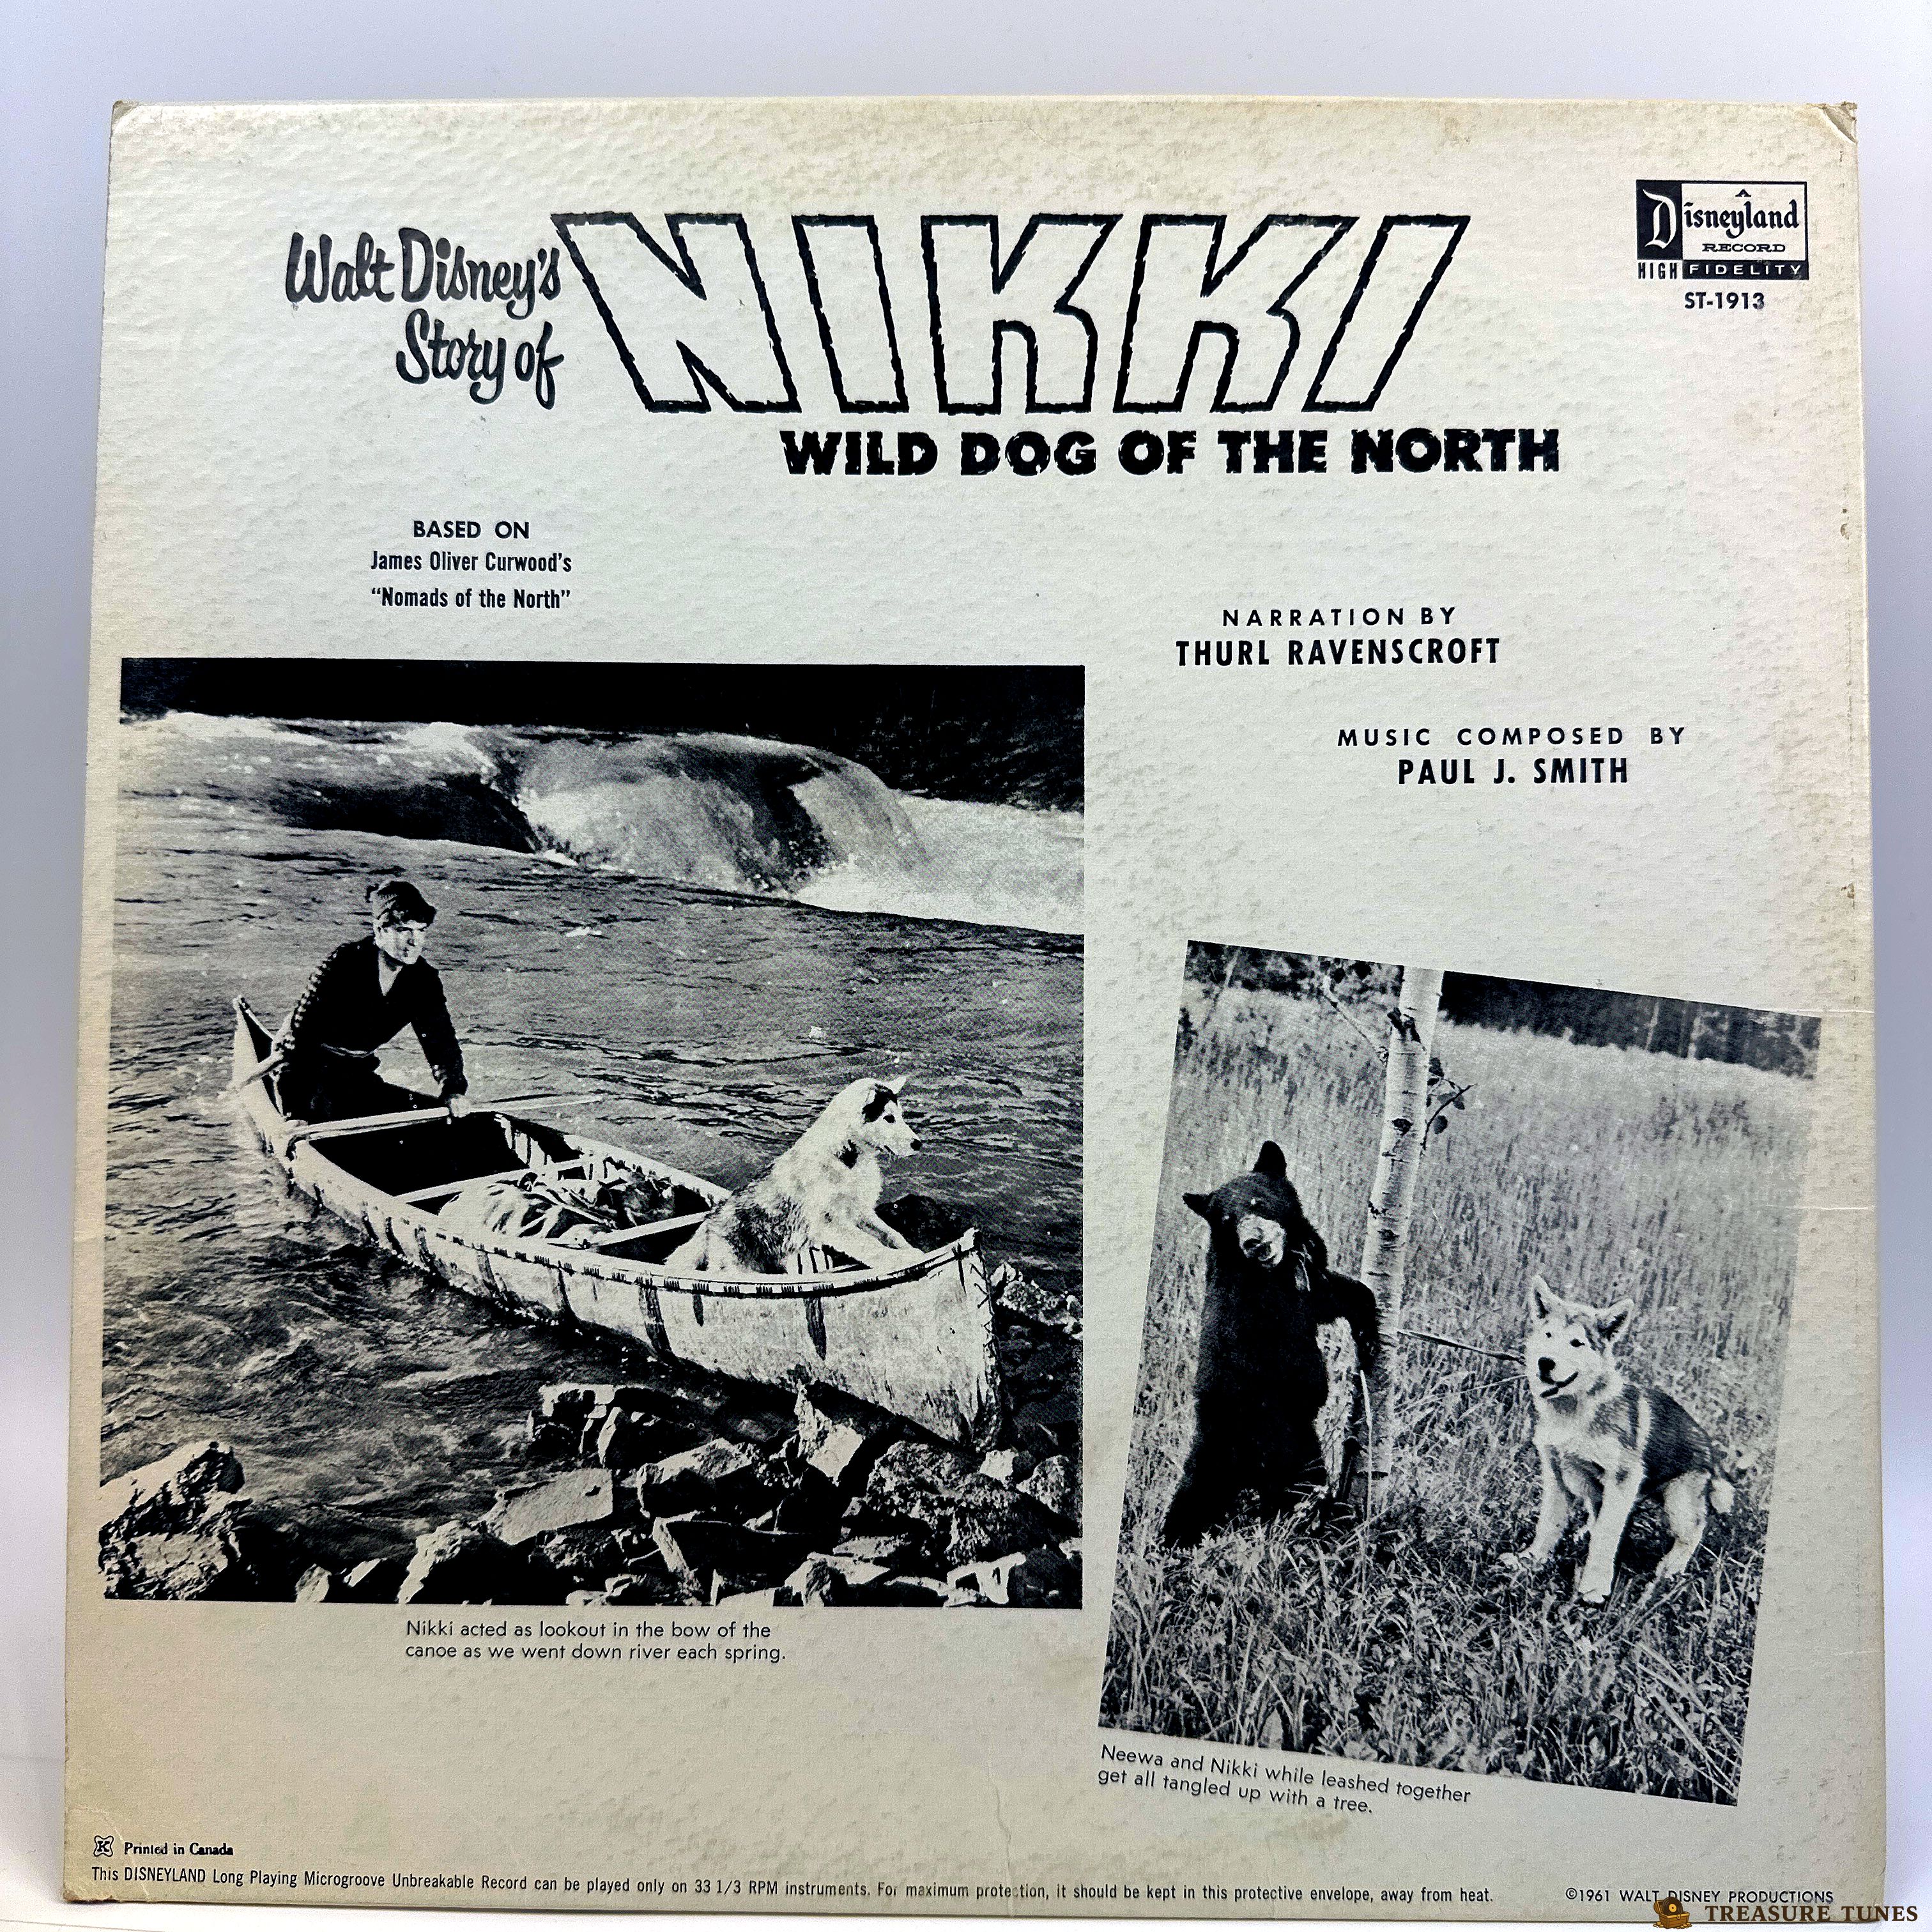 Walt Disney's
Story of
NIKKI
WILD DOG OF THE NORTH
Disneyland
RECORD
HIGH FIDELITY
ST-1913
BASED ON
James Oliver Curwood's
“Nomads of the North”
NARRATION BY
THURL RAVENSCROFT
MUSIC COMPOSED BY
PAUL J. SMITH
Nikki acted as lookout in the bow of the
canoe as we went down river each spring.
Neewa and Nikki while leashed together
get all tangled up with a tree.
K Printed in Canada
This DISNEYLAND Long Playing Microgroove Unbreakable Record can be played only on 33 1/3 RPM instruments. For maximum protection, it should be kept in this protective envelope, away from heat.
©1961 WALT DISNEY PRODUCTIONS
TREASURE TUNES